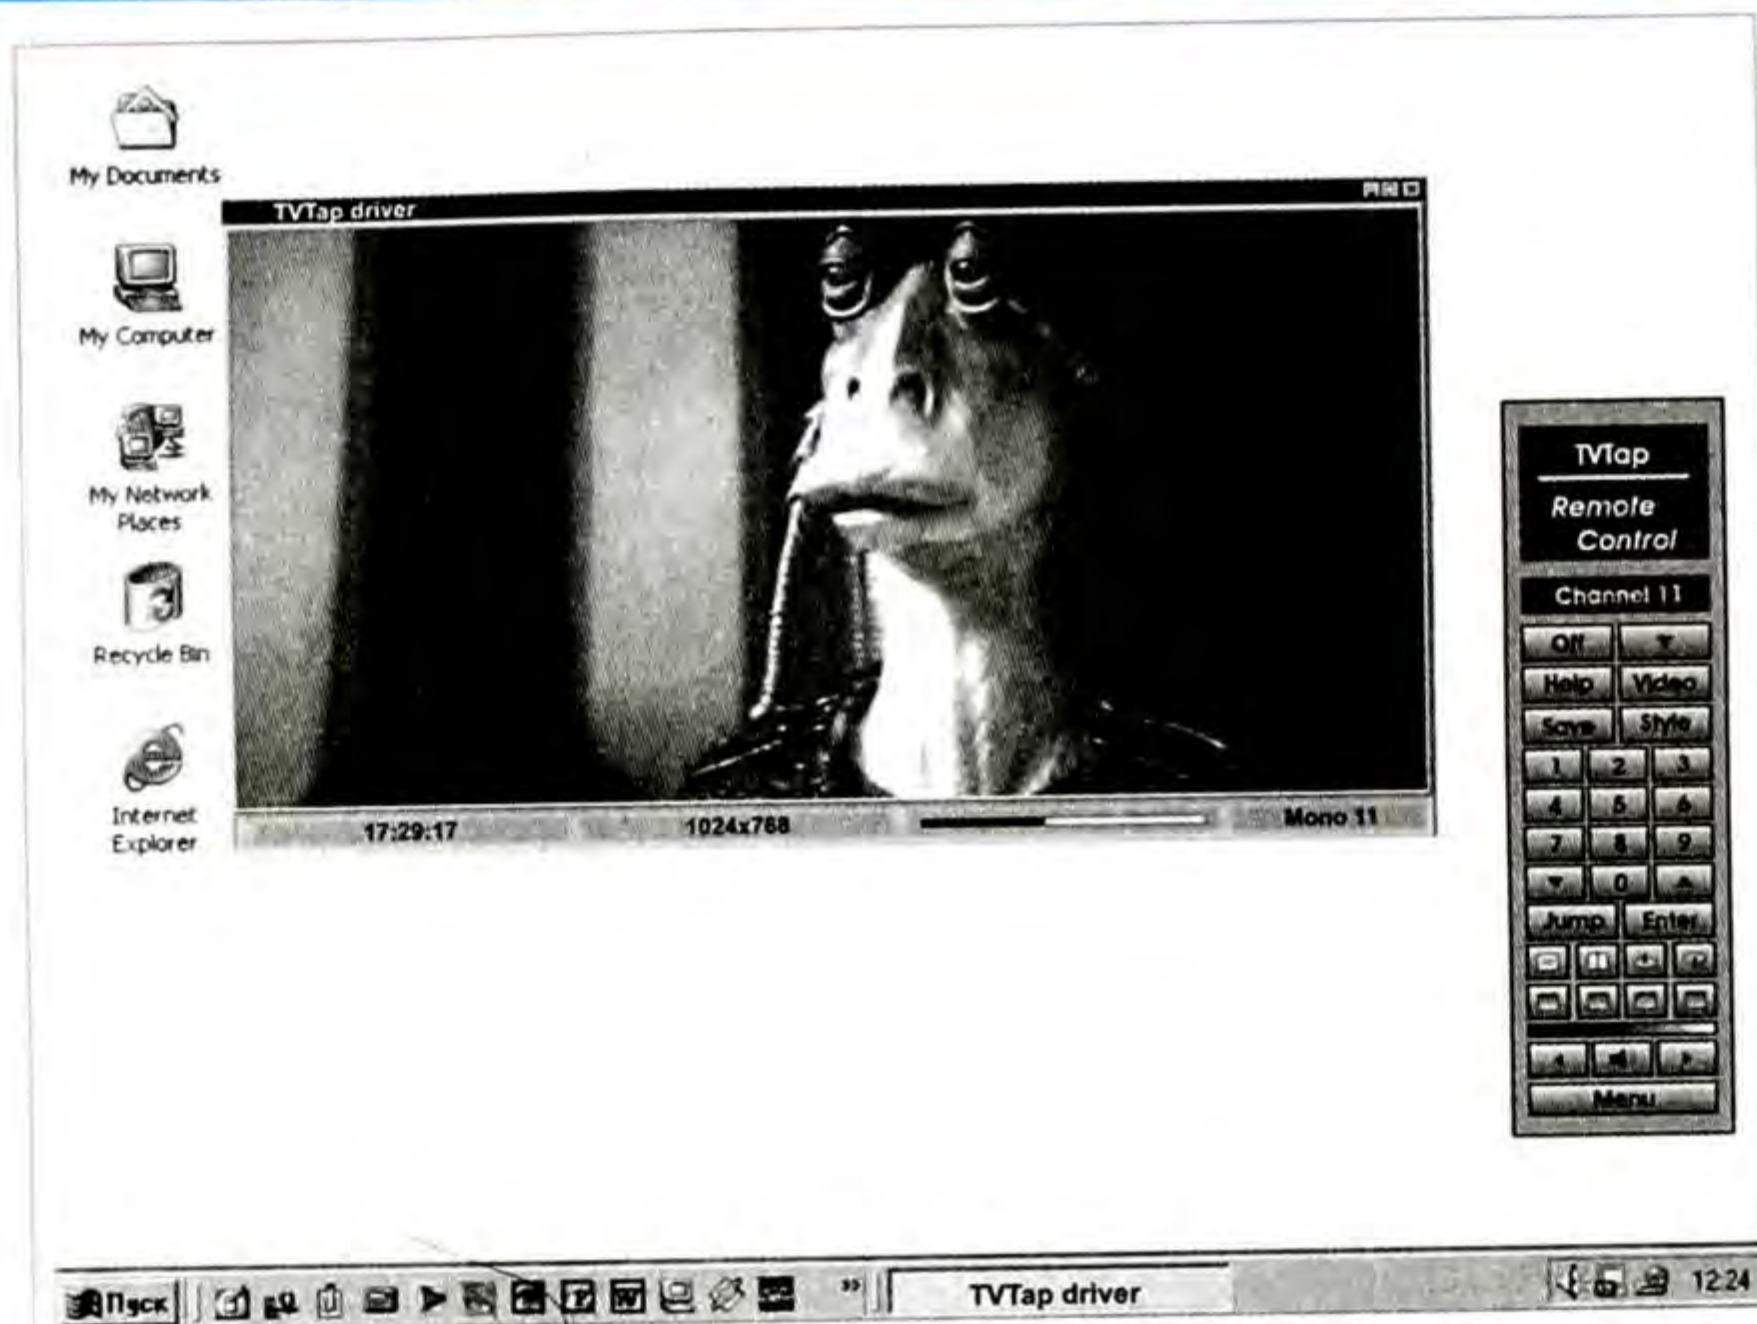 My Documents
My Computer
My Network
Places
Recycle Bin
Internet
Explorer
TVTap driver
17:29:17
1024x768
Mono 11
TVTap
Remote
Control
Channel 11
Off
Help Video
Save Style
1 2 3
4 5 6
7 8 9
0
Jump Enter
Menu
Пуск
TVTap driver
12:24